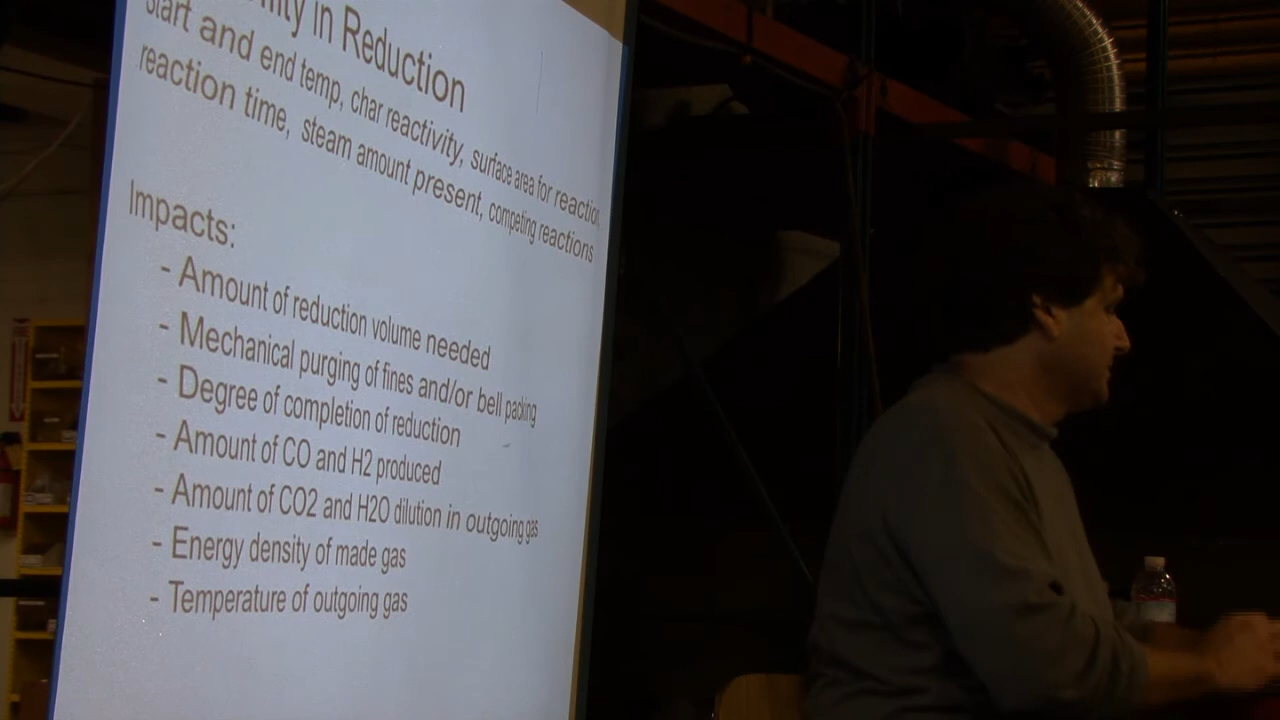 in Reduction
Start and end temp, char reactivity, surface area for reaction
reaction time, steam amount present, competing reactions
Impacts:
- Amount of reduction volume needed
- Mechanical purging of fines and/or bell packing
- Degree of completion of reduction
- Amount of CO and H2 produced
- Amount of CO2 and H2O dilution in outgoing gas
- Energy density of made gas
- Temperature of outgoing gas